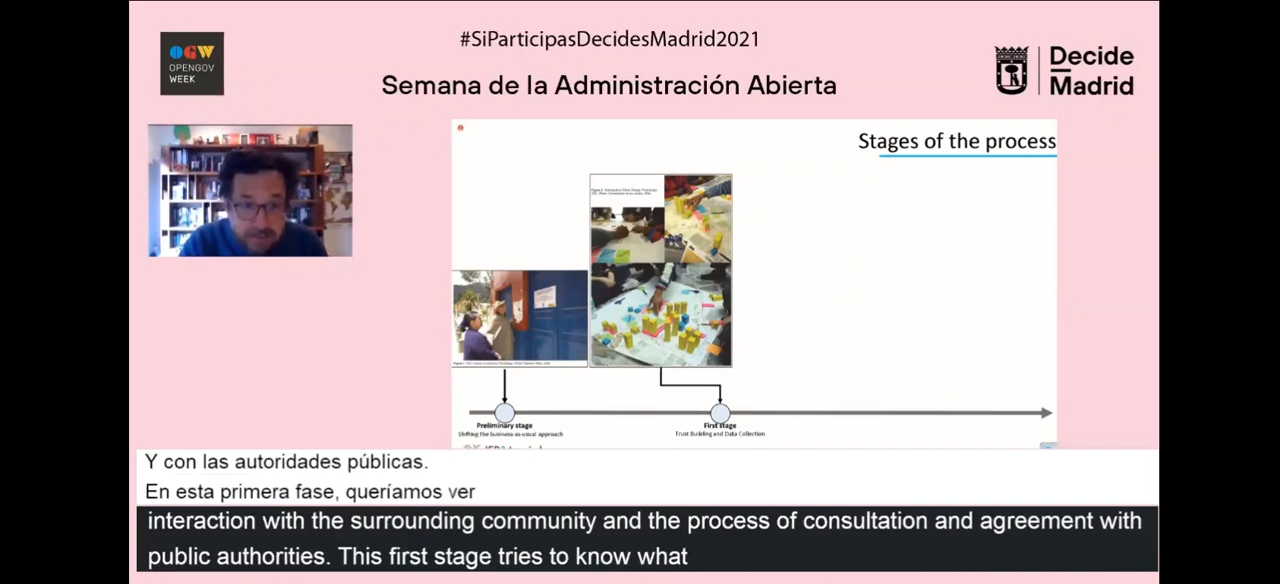 #SiParticipasDecidesMadrid2021
OGW
OPENGOV
WEEK
Semana de la Administración Abierta
Decide
Madrid
Stages of the process
Preliminary stage
Shifting the business-as-usual approach
First stage
Trust Building and Data Collection
Y con las autoridades públicas.
En esta primera fase, queríamos ver
interaction with the surrounding community and the process of consultation and agreement with
public authorities. This first stage tries to know what